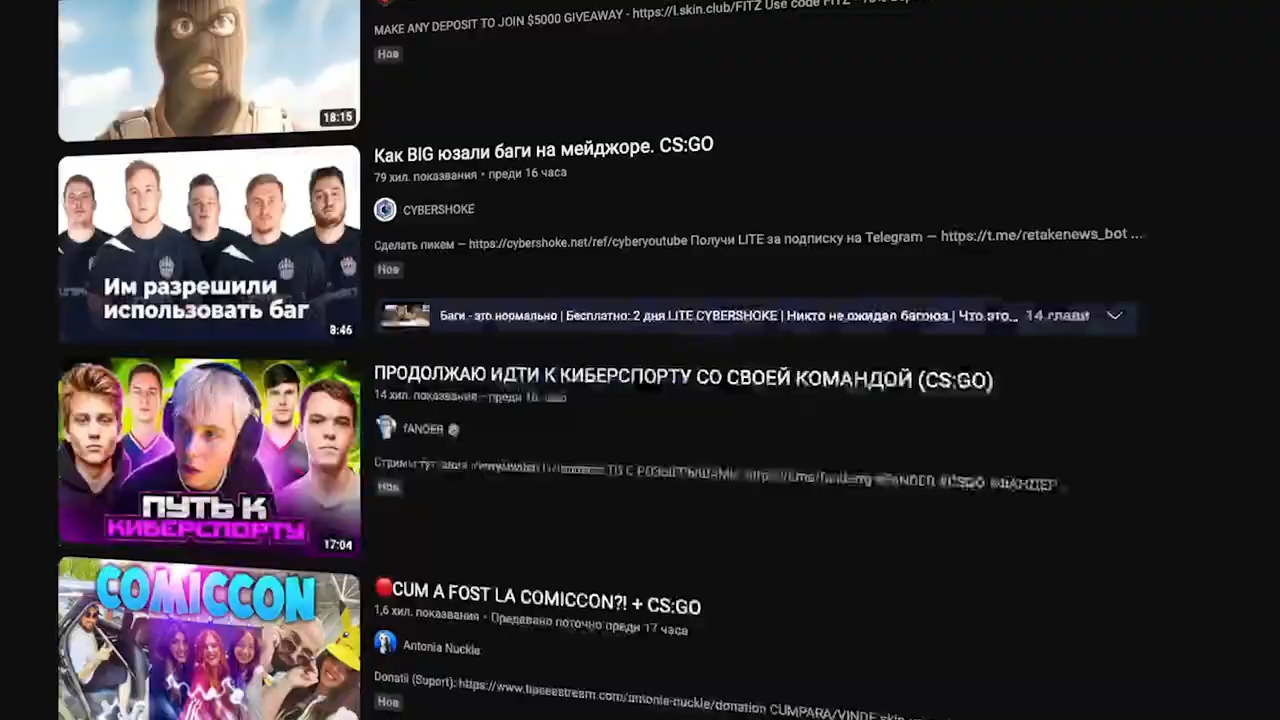 MAKE ANY DEPOSIT TO JOIN $5000 GIVEAWAY - https://l.skin.club/FITZ Use code FITZ
Нов
18:15
Как BIG юзали баги на мейджоре. CS:GO
79 хил. показвания • преди 16 часа
CYBERSHOKE
Сделать пикем — https://cybershoke.net/ref/cyberyoutube Получи LITE за подписку на Telegram — https://t.me/retakenews_bot ...
Нов
Им разрешили
использовать баг
8:46
Баги - это нормально | Бесплатно: 2 дня LITE CYBERSHOKE | Никто не ожидал багюза | Что это... 14 глави
ПРОДОЛЖАЮ ИДТИ К КИБЕРСПОРТУ СО СВОЕЙ КОМАНДОЙ (CS:GO)
14 хил. показвания преди
fANDER
Нов
ПУТЬ К
КИБЕРСПОРТУ
17:04
COMICCON
CUM A FOST LA COMICCON?! + CS:GO
1,6 хил. показвания • Предавано поточно преди 17 часа
Antonia Nuckle
Donatii (Suport): https://www.tipeeestream.com/antonia-nuckle/donation CUMPARA/VINDE
Нов